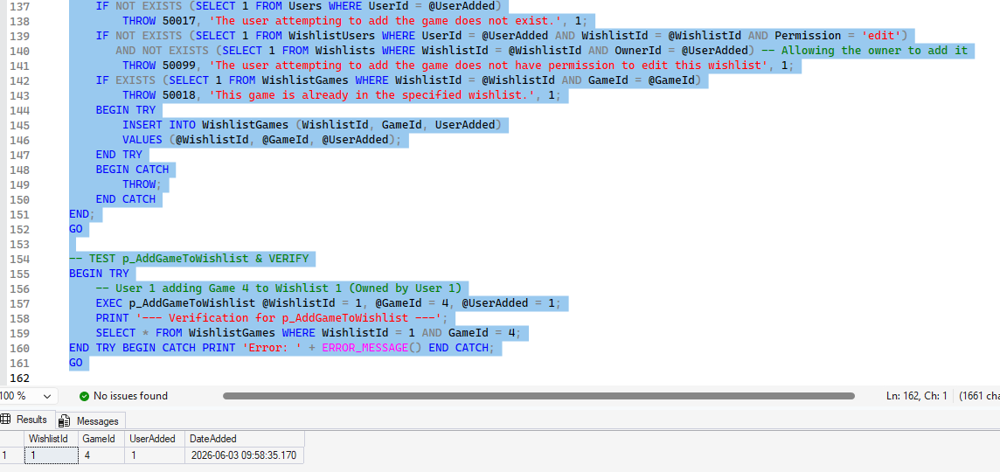 137 IF NOT EXISTS (SELECT 1 FROM Users WHERE UserId = @UserAdded)
138 THROW 50017, 'The user attempting to add the game does not exist.', 1;
139 IF NOT EXISTS (SELECT 1 FROM WishlistUsers WHERE UserId = @UserAdded AND WishlistId = @WishlistId AND Permission = 'edit')
140 AND NOT EXISTS (SELECT 1 FROM Wishlists WHERE WishlistId = @WishlistId AND OwnerId = @UserAdded) -- Allowing the owner to add it
141 THROW 50099, 'The user attempting to add the game does not have permission to edit this wishlist', 1;
142 IF EXISTS (SELECT 1 FROM WishlistGames WHERE WishlistId = @WishlistId AND GameId = @GameId)
143 THROW 50018, 'This game is already in the specified wishlist.', 1;
144 BEGIN TRY
145 INSERT INTO WishlistGames (WishlistId, GameId, UserAdded)
146 VALUES (@WishlistId, @GameId, @UserAdded);
147 END TRY
148 BEGIN CATCH
149 THROW;
150 END CATCH
151 END;
152 GO
153
154 -- TEST p_AddGameToWishlist & VERIFY
155 BEGIN TRY
156 -- User 1 adding Game 4 to Wishlist 1 (Owned by User 1)
157 EXEC p_AddGameToWishlist @WishlistId = 1, @GameId = 4, @UserAdded = 1;
158 PRINT '--- Verification for p_AddGameToWishlist ---';
159 SELECT * FROM WishlistGames WHERE WishlistId = 1 AND GameId = 4;
160 END TRY BEGIN CATCH PRINT 'Error: ' + ERROR_MESSAGE() END CATCH;
161 GO
162
100 % No issues found Ln: 162, Ch: 1 (1661 cha
Results Messages
WishlistId GameId UserAdded DateAdded
1 1 4 1 2026-06-03 09:58:35.170